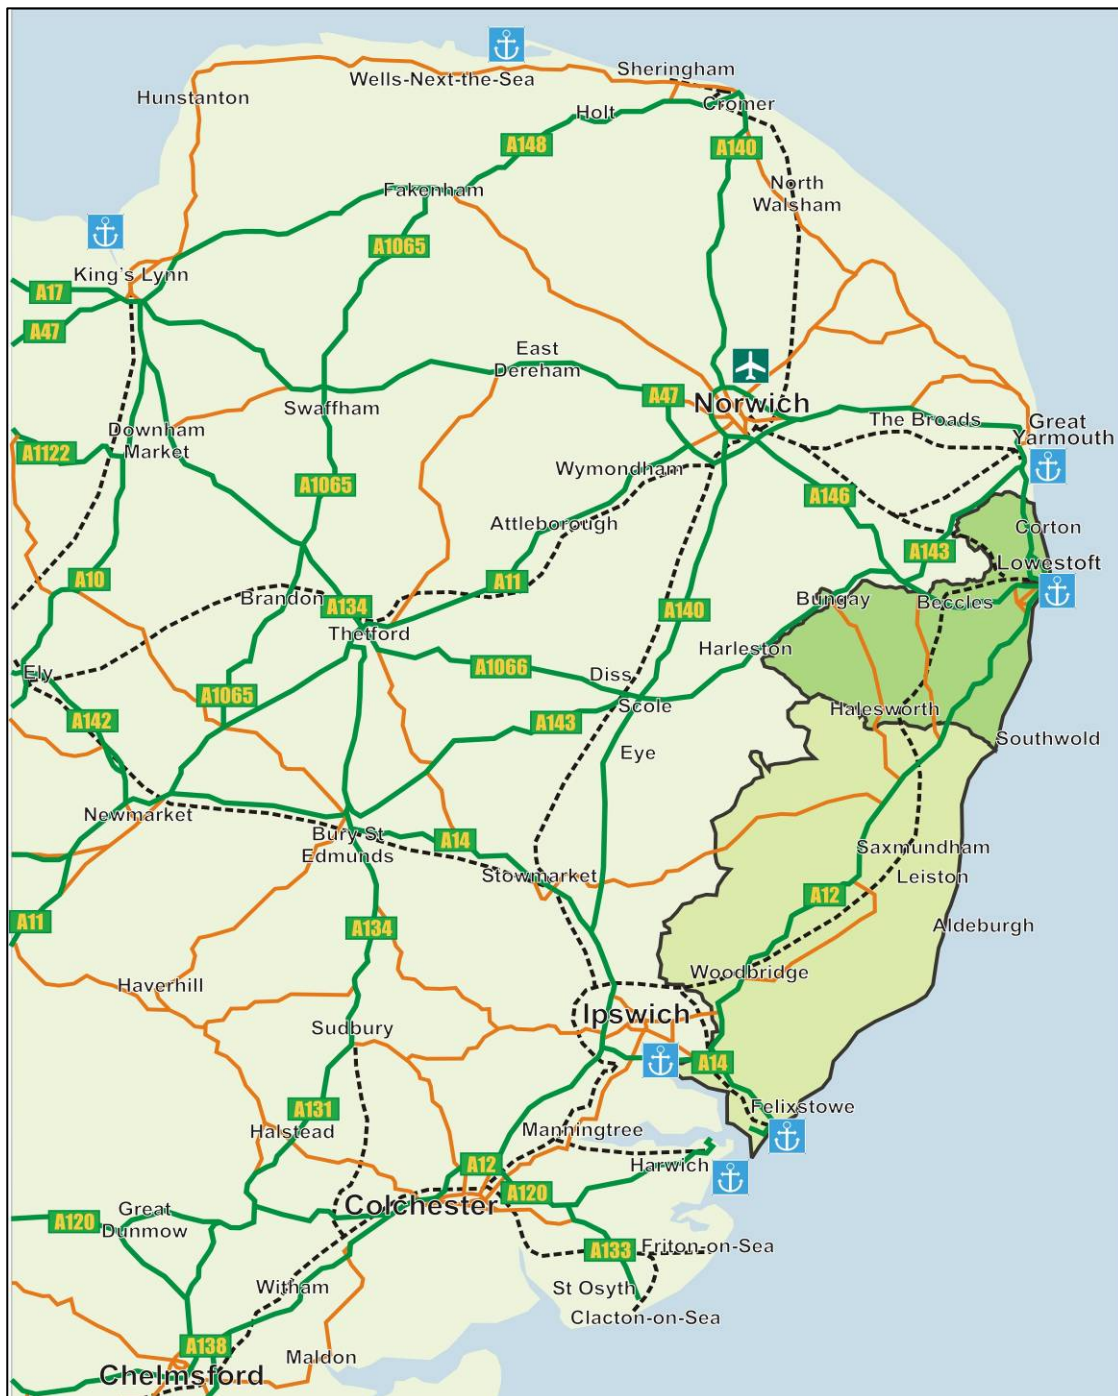 Wells-Next-the-Sea
Sheringham
Hunstanton
Cromer
Holt
A148
A140
Fakenham
North
Walsham
A1065
King's Lynn
A17
A47
East
Dereham
A47
Norwich
Swaffham
The Broads
Great
Yarmouth
Downham
Market
A1122
Wymondham
A1065
A146
Attleborough
Corton
A143
Lowestoft
A10
A11
Brandon
A134
A140
Bungay
Beccles
Thetford
Harleston
Ely
A1066
Diss
A1065
Scole
Halesworth
A142
A143
Southwold
Eye
Newmarket
Bury St
Edmunds
A14
Saxmundham
Stowmarket
Leiston
A12
A11
A134
Aldeburgh
Haverhill
Woodbridge
Ipswich
Sudbury
A14
A131
Felixstowe
Halstead
Manningtree
A12
Harwich
A120
Colchester
A120
Great
Dunmow
A133
Friton-on-Sea
Witham
St Osyth
Clacton-on-Sea
A138
Maldon
Chelmsford